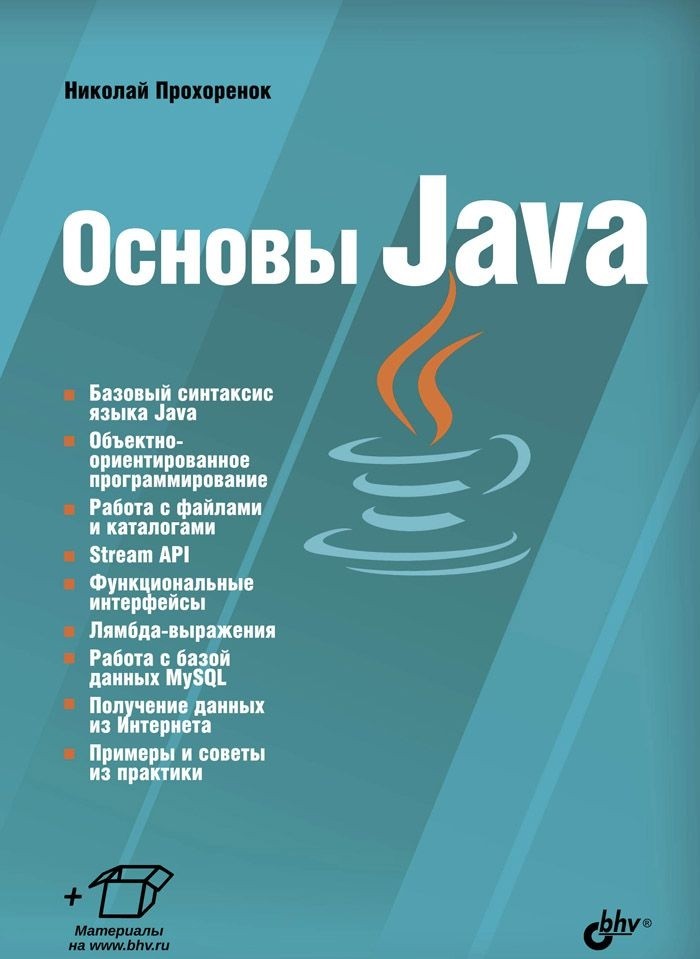 Николай Прохоренок
Основы Java
Базовый синтаксис
языка Java
Объектно-
ориентированное
программирование
Работа с файлами
и каталогами
Stream API
Функциональные
интерфейсы
Лямбда-выражения
Работа с базой
данных MySQL
Получение данных
из Интернета
Примеры и советы
из практики
+
Материалы
на www.bhv.ru
bhv®